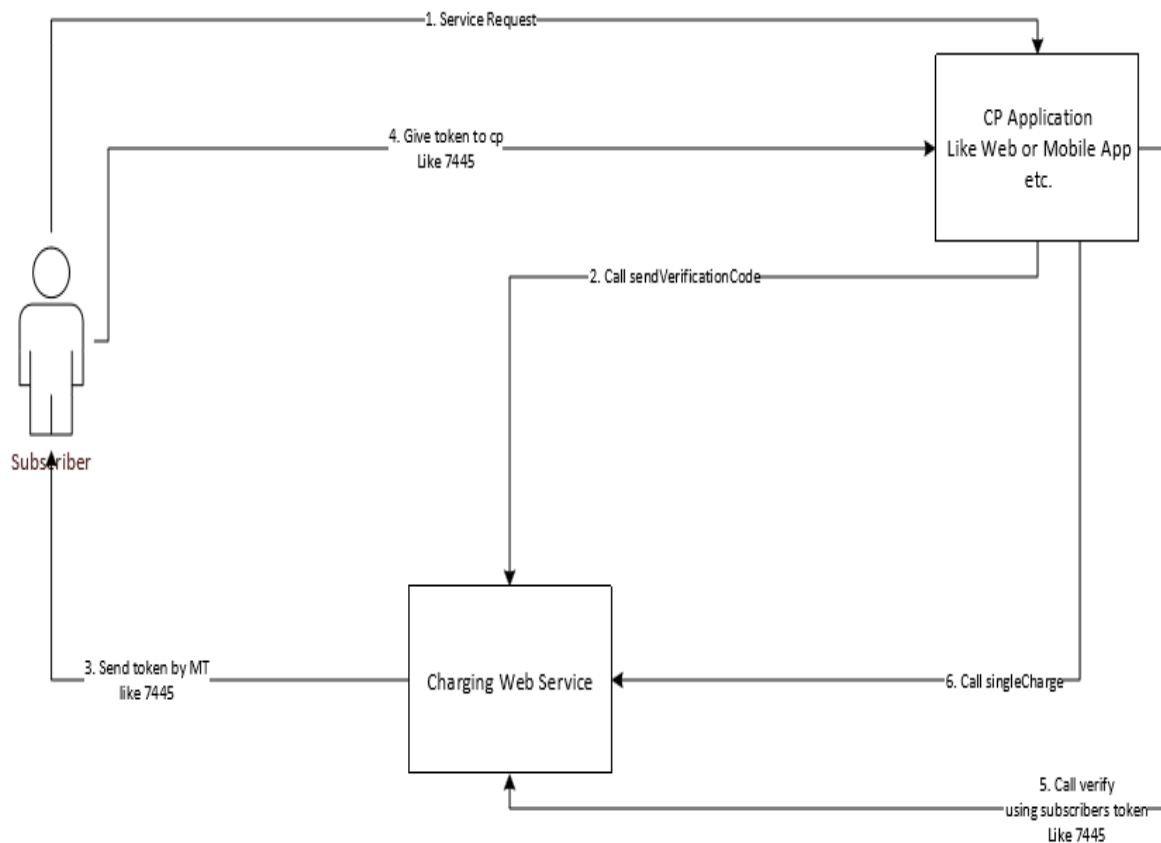 1. Service Request
CP Application
Like Web or Mobile App
etc.
4. Give token to cp
Like 7445
2. Call sendVerificationCode
Subscriber
3. Send token by MT
like 7445
Charging Web Service
6. Call singleCharge
5. Call verify
using subscribers token
Like 7445